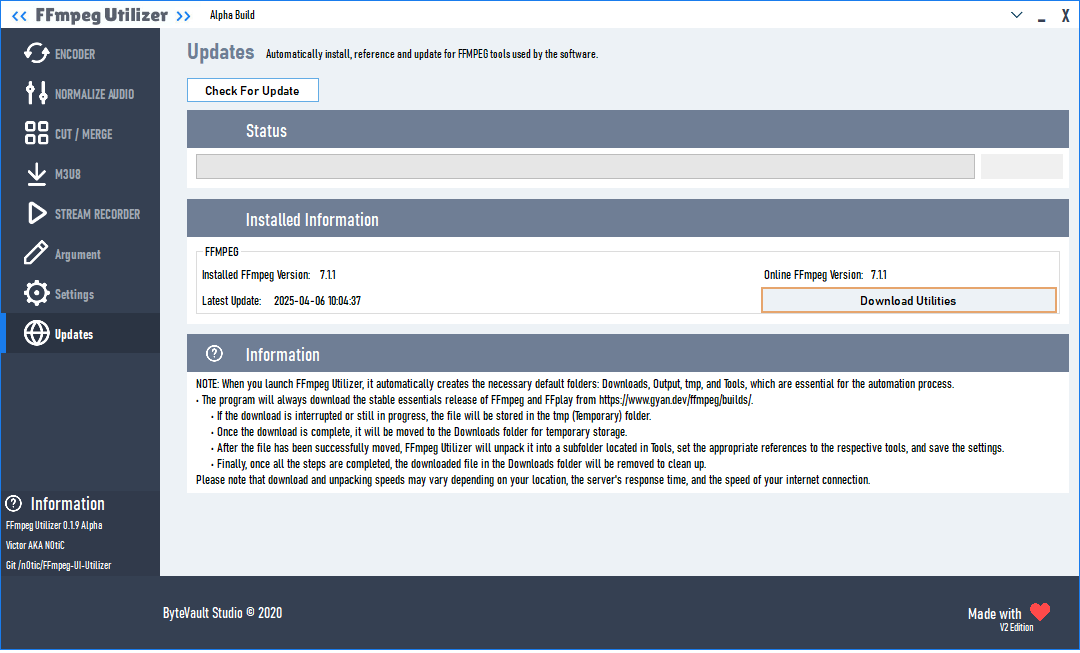 << FFmpeg Utilizer >> Alpha Build X
ENCODER
NORMALIZE AUDIO
CUT / MERGE
M3U8
STREAM RECORDER
Argument
Settings
Updates
? Information
FFmpeg Utilizer 0.1.9 Alpha
Victor AKA N0tiC
Git /n0tic/FFmpeg-UI-Utilizer
Updates Automatically install, reference and update for FFMPEG tools used by the software.
Check For Update
Status
Installed Information
FFMPEG
Installed FFmpeg Version: 7.1.1 Online FFmpeg Version: 7.1.1
Latest Update: 2025-04-06 10:04:37 Download Utilities
? Information
NOTE: When you launch FFmpeg Utilizer, it automatically creates the necessary default folders: Downloads, Output, tmp, and Tools, which are essential for the automation process.
• The program will always download the stable essentials release of FFmpeg and FFplay from https://www.gyan.dev/ffmpeg/builds/.
• If the download is interrupted or still in progress, the file will be stored in the tmp (Temporary) folder.
• Once the download is complete, it will be moved to the Downloads folder for temporary storage.
• After the file has been successfully moved, FFmpeg Utilizer will unpack it into a subfolder located in Tools, set the appropriate references to the respective tools, and save the settings.
• Finally, once all the steps are completed, the downloaded file in the Downloads folder will be removed to clean up.
Please note that download and unpacking speeds may vary depending on your location, the server's response time, and the speed of your internet connection.
ByteVault Studio © 2020
Made with
V2 Edition